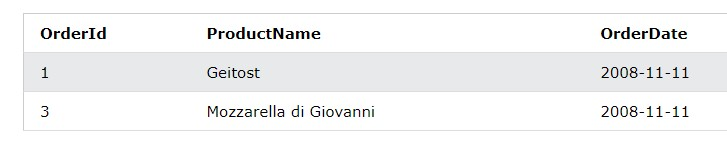 OrderId ProductName OrderDate
1 Geitost 2008-11-11
3 Mozzarella di Giovanni 2008-11-11